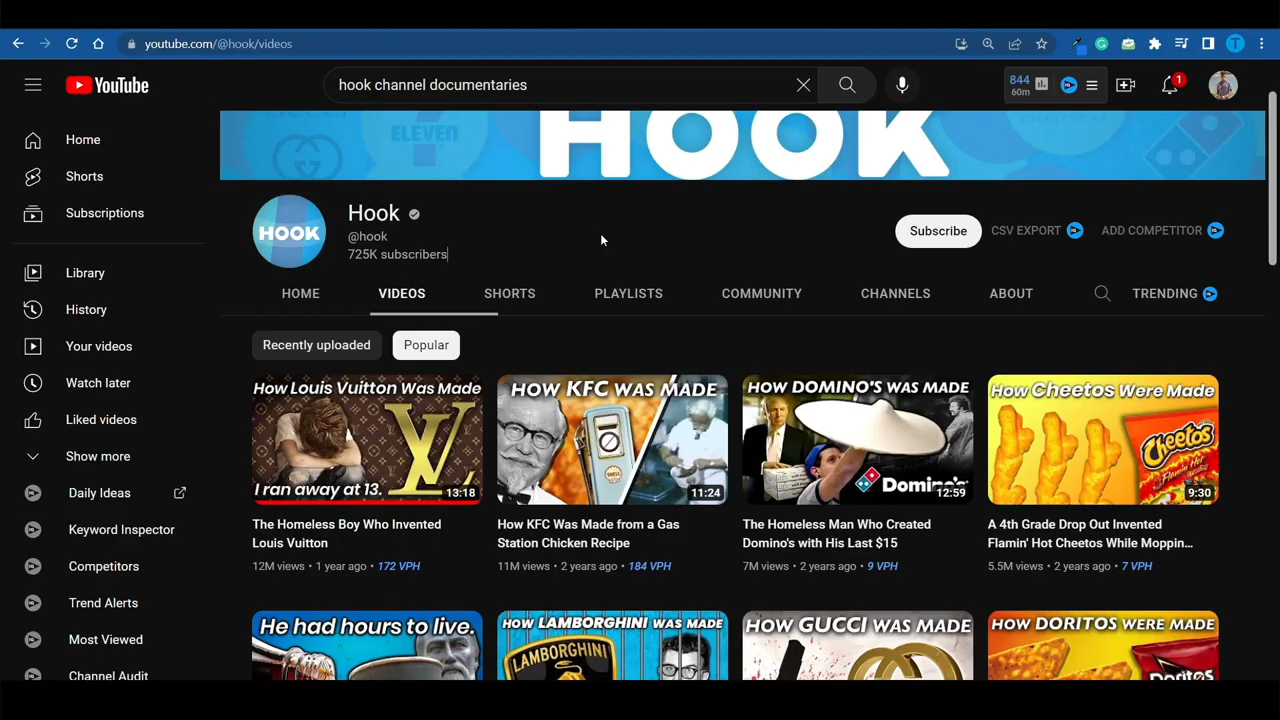 youtube.com/@hook/videos
T
YouTube
hook channel documentaries
844
60m
1
Home
Shorts
Subscriptions
Library
History
Your videos
Watch later
Liked videos
Show more
Daily Ideas
Keyword Inspector
Competitors
Trend Alerts
Most Viewed
Channel Audit
ELEVEN
HOOK
HOOK
Hook
@hook
725K subscribers
Subscribe
CSV EXPORT
ADD COMPETITOR
HOME
VIDEOS
SHORTS
PLAYLISTS
COMMUNITY
CHANNELS
ABOUT
TRENDING
Recently uploaded
Popular
How Louis Vuitton Was Made
I ran away at 13.
13:18
The Homeless Boy Who Invented
Louis Vuitton
12M views • 1 year ago • 172 VPH
HOW KFC WAS MADE
SHELL
11:24
How KFC Was Made from a Gas
Station Chicken Recipe
11M views • 2 years ago • 184 VPH
HOW DOMINO'S WAS MADE
Domino's
12:59
The Homeless Man Who Created
Domino's with His Last $15
7M views • 2 years ago • 9 VPH
How Cheetos Were Made
Cheetos
9:30
A 4th Grade Drop Out Invented
Flamin' Hot Cheetos While Moppin…
5.5M views • 2 years ago • 7 VPH
He had hours to live.
HOW LAMBORGHINI WAS MADE
LAMBORGHINI
HOW GUCCI WAS MADE
HOW DORITOS WERE MADE
Doritos